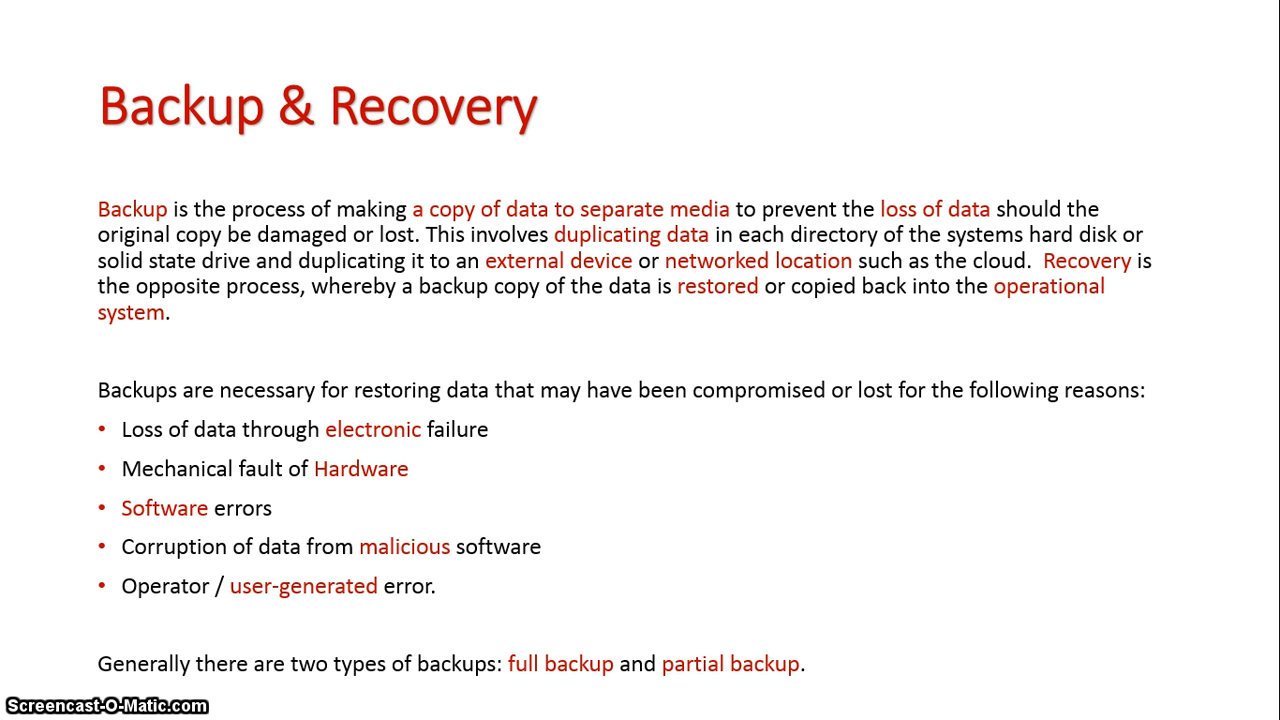 Backup & Recovery
Backup is the process of making a copy of data to separate media to prevent the loss of data should the
original copy be damaged or lost. This involves duplicating data in each directory of the systems hard disk or
solid state drive and duplicating it to an external device or networked location such as the cloud.  Recovery is
the opposite process, whereby a backup copy of the data is restored or copied back into the operational
system.
Backups are necessary for restoring data that may have been compromised or lost for the following reasons:
• Loss of data through electronic failure
• Mechanical fault of Hardware
• Software errors
• Corruption of data from malicious software
• Operator / user-generated error.
Generally there are two types of backups: full backup and partial backup.
Screencast-O-Matic.com